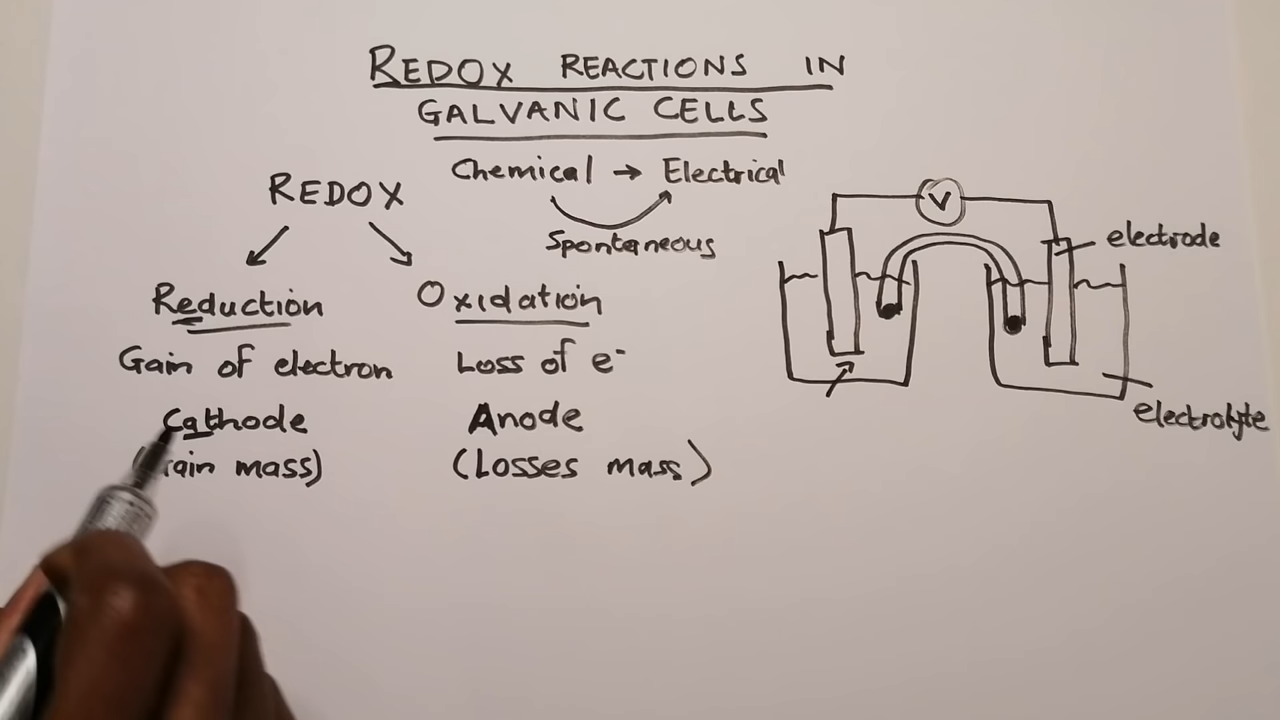 REDOX REACTIONS IN
GALVANIC CELLS
Chemical → Electrical
Spontaneous
REDOX
Reduction
Gain of electron
Cathode
mass)
Oxidation
Loss of e⁻
Anode
(Losses mass)
V
electrode
electrolyte